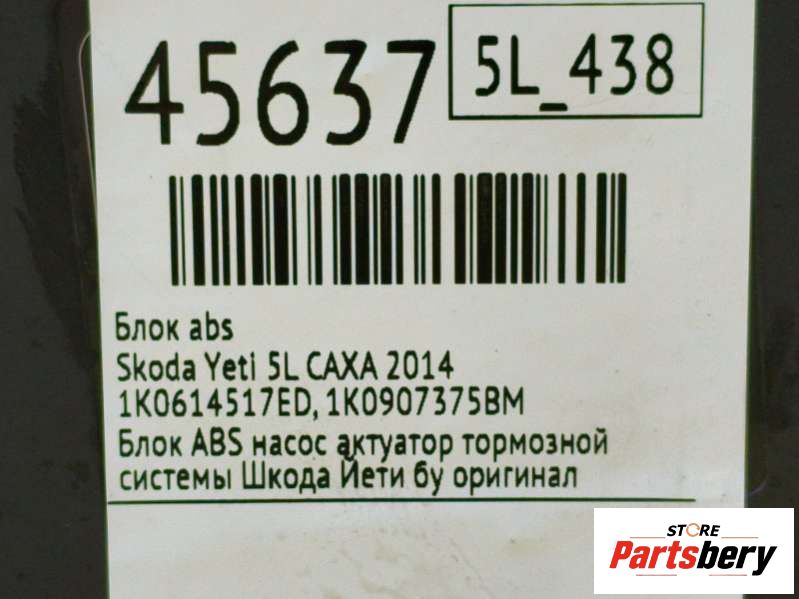 45637
5L_438
Блок abs
Skoda Yeti 5L CAXA 2014
1K0614517ED, 1K0907375BM
Блок ABS насос актуатор тормозной
системы Шкода Йети бу оригинал
STORE
Partsbery